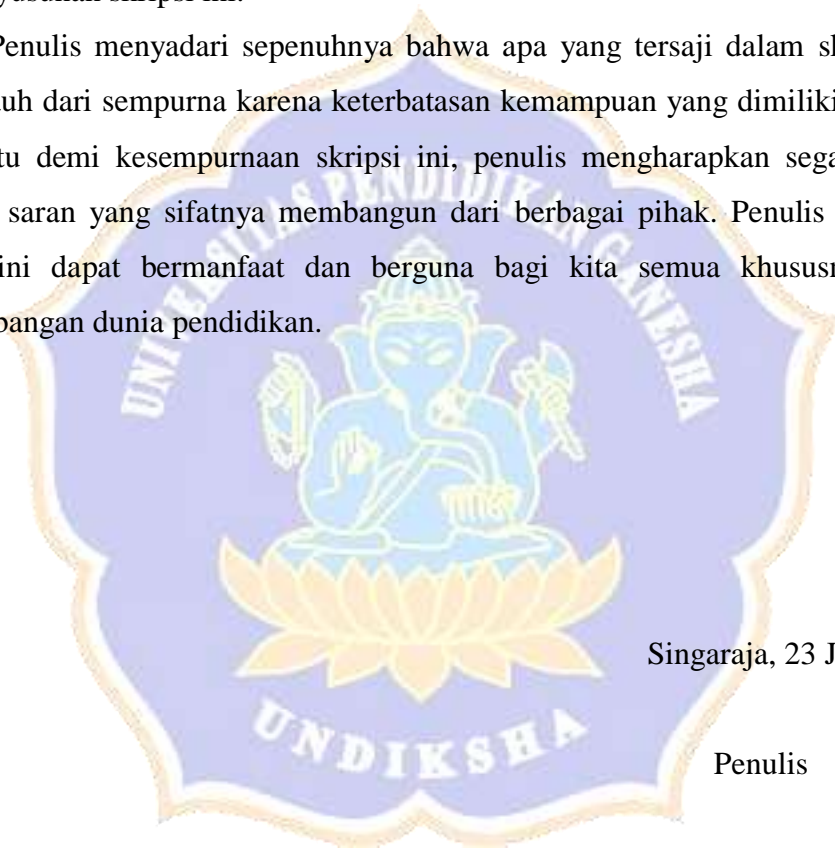 yusunan skripsi ini.
Penulis menyadari sepenuhnya bahwa apa yang tersaji dalam sk
uh dari sempurna karena keterbatasan kemampuan yang dimiliki
tu demi kesempurnaan skripsi ini, penulis mengharapkan sega
saran yang sifatnya membangun dari berbagai pihak. Penulis
ini dapat bermanfaat dan berguna bagi kita semua khususn
bangan dunia pendidikan.
UNIVERSITAS PENDIDIKAN GANESHA
Singaraja, 23 J
UNDIKSHA
Penulis